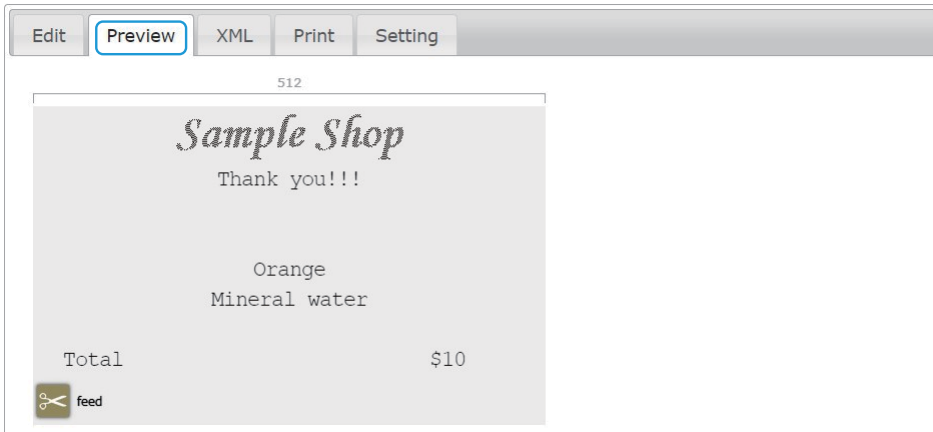 Edit Preview XML Print Setting
512
Sample Shop
Thank you!!!
Orange
Mineral water
Total $10
feed